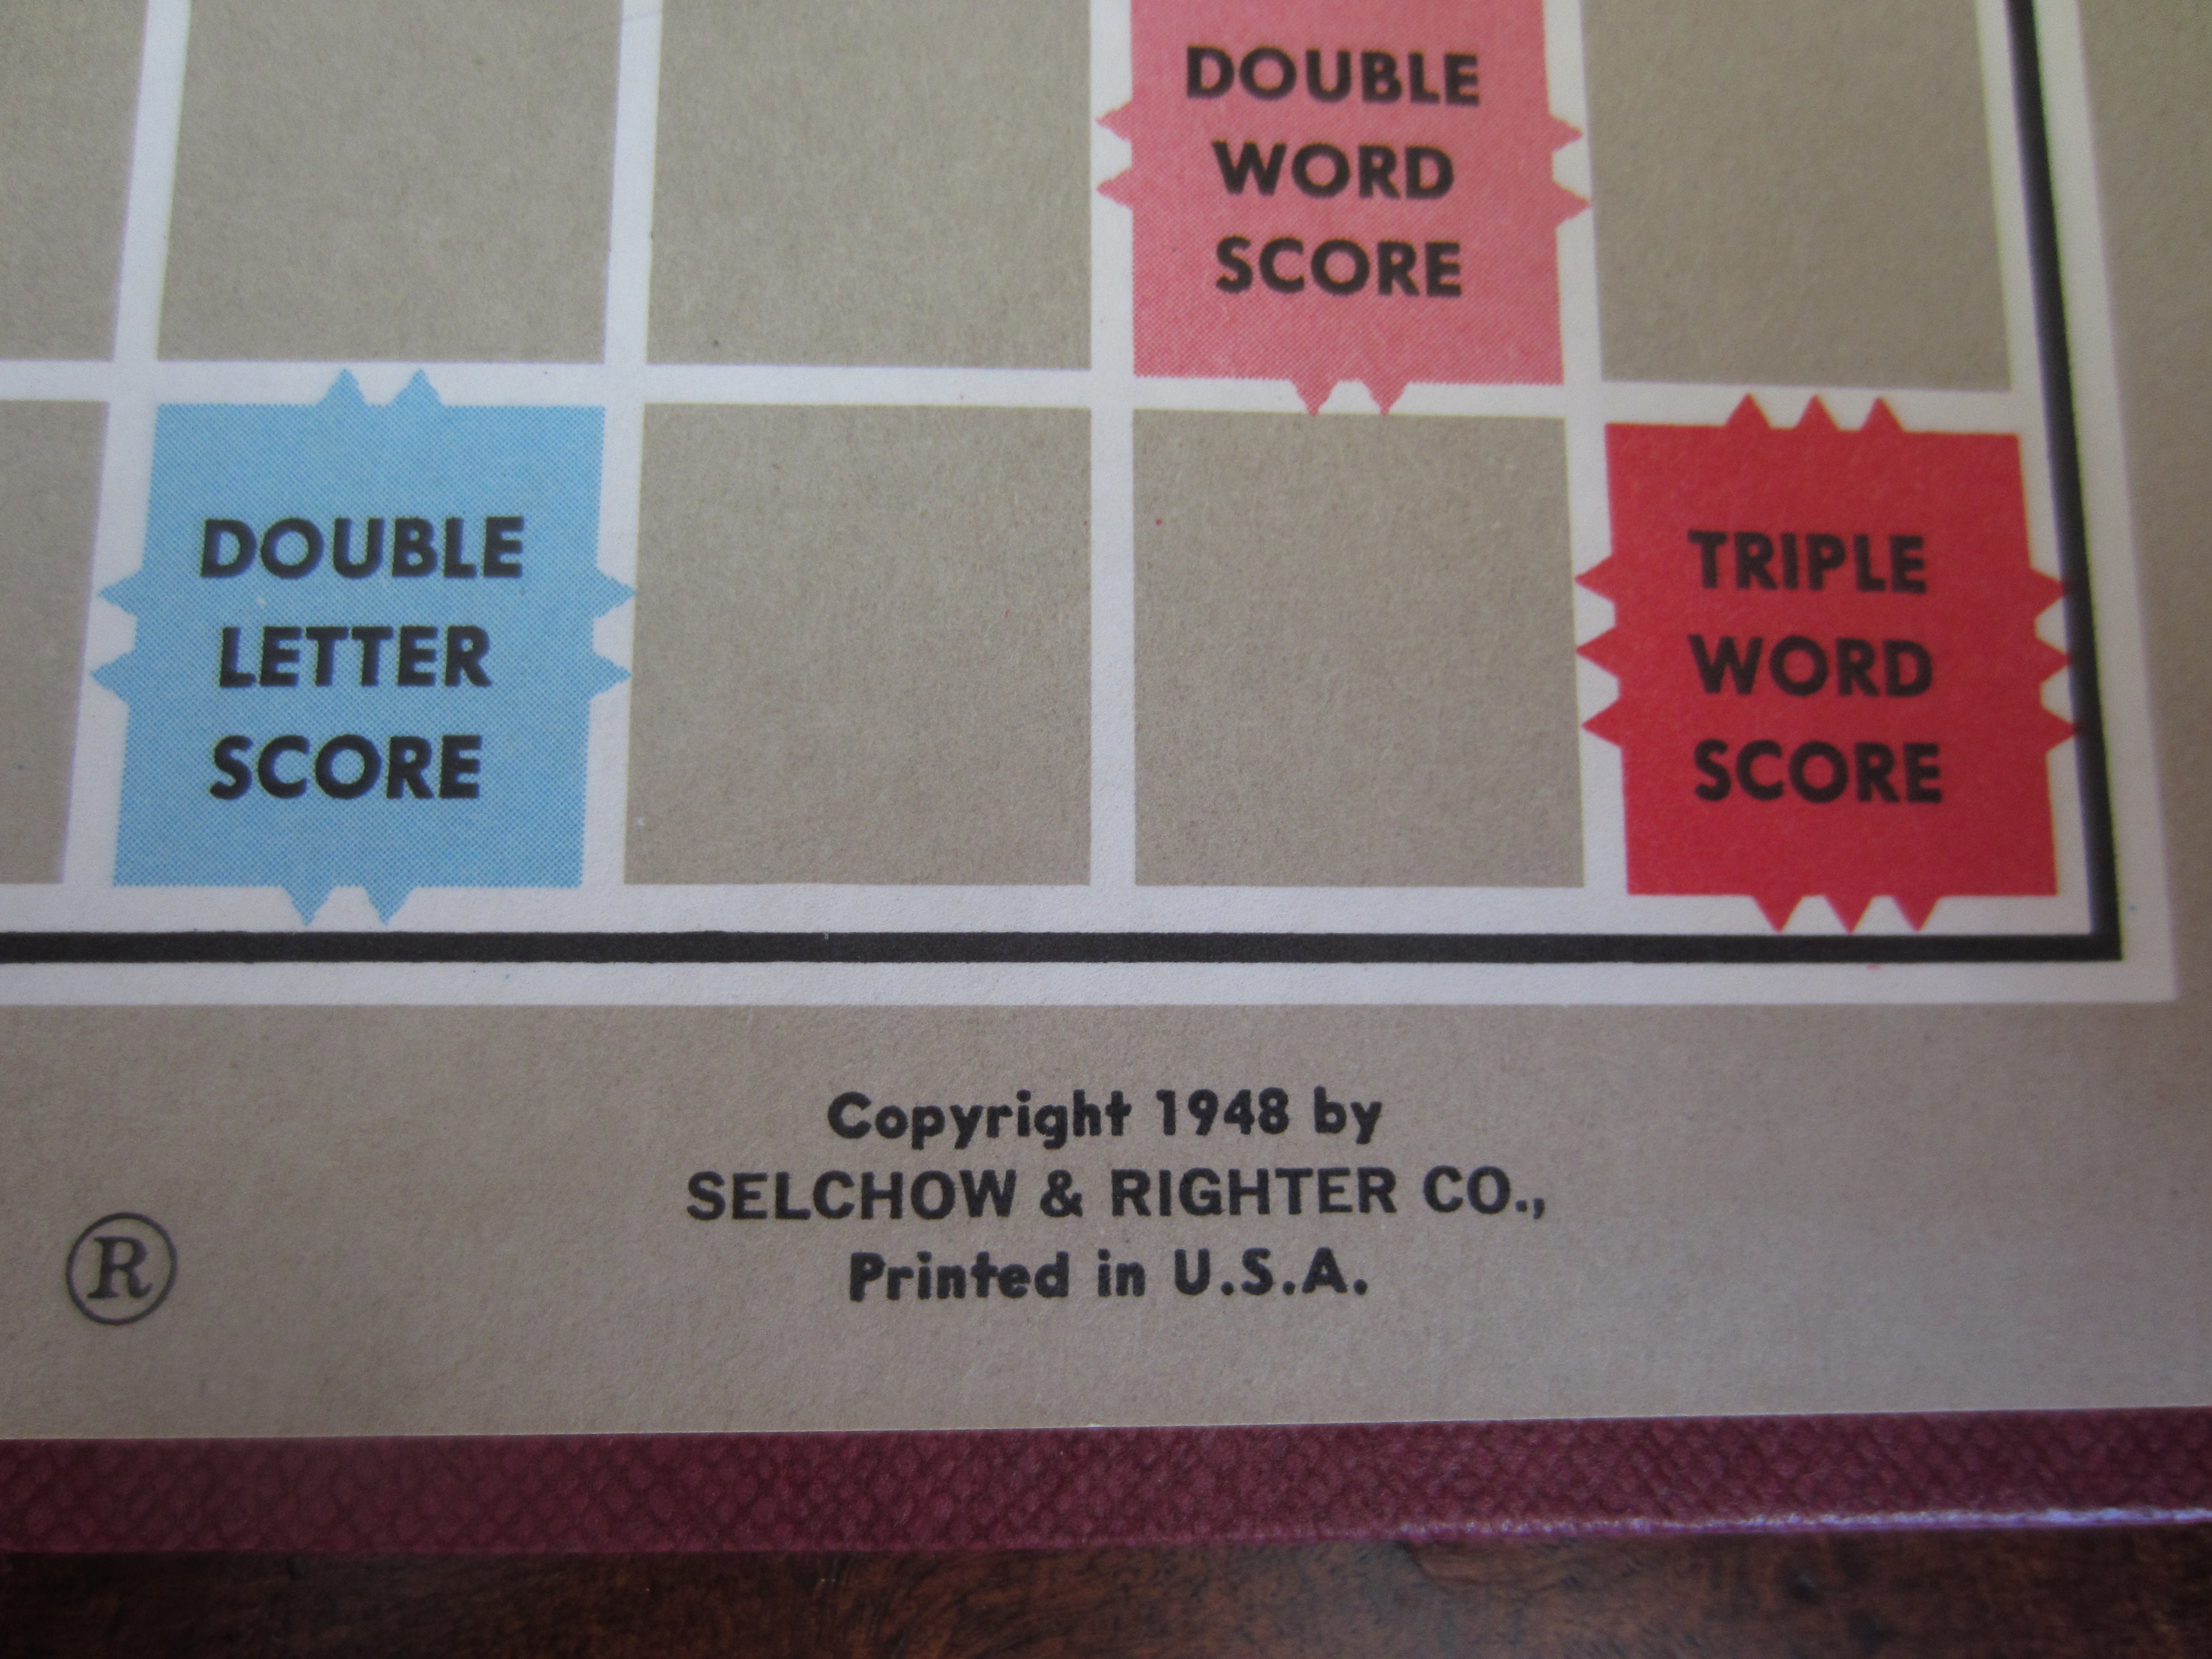 DOUBLE
WORD
SCORE
DOUBLE
LETTER
SCORE
TRIPLE
WORD
SCORE
Copyright 1948 by
SELCHOW & RIGHTER CO.,
Printed in U.S.A.
®